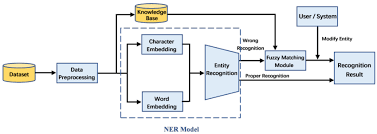 Knowledge
Base
User / System
Character
Embedding
Wrong
Recognition
Modify Entity
Dataset
Data
Preprocessing
Entity
Recognition
Fuzzy Matching
Module
Recognition
Result
Proper Recognition
Word
Embedding
NER Model